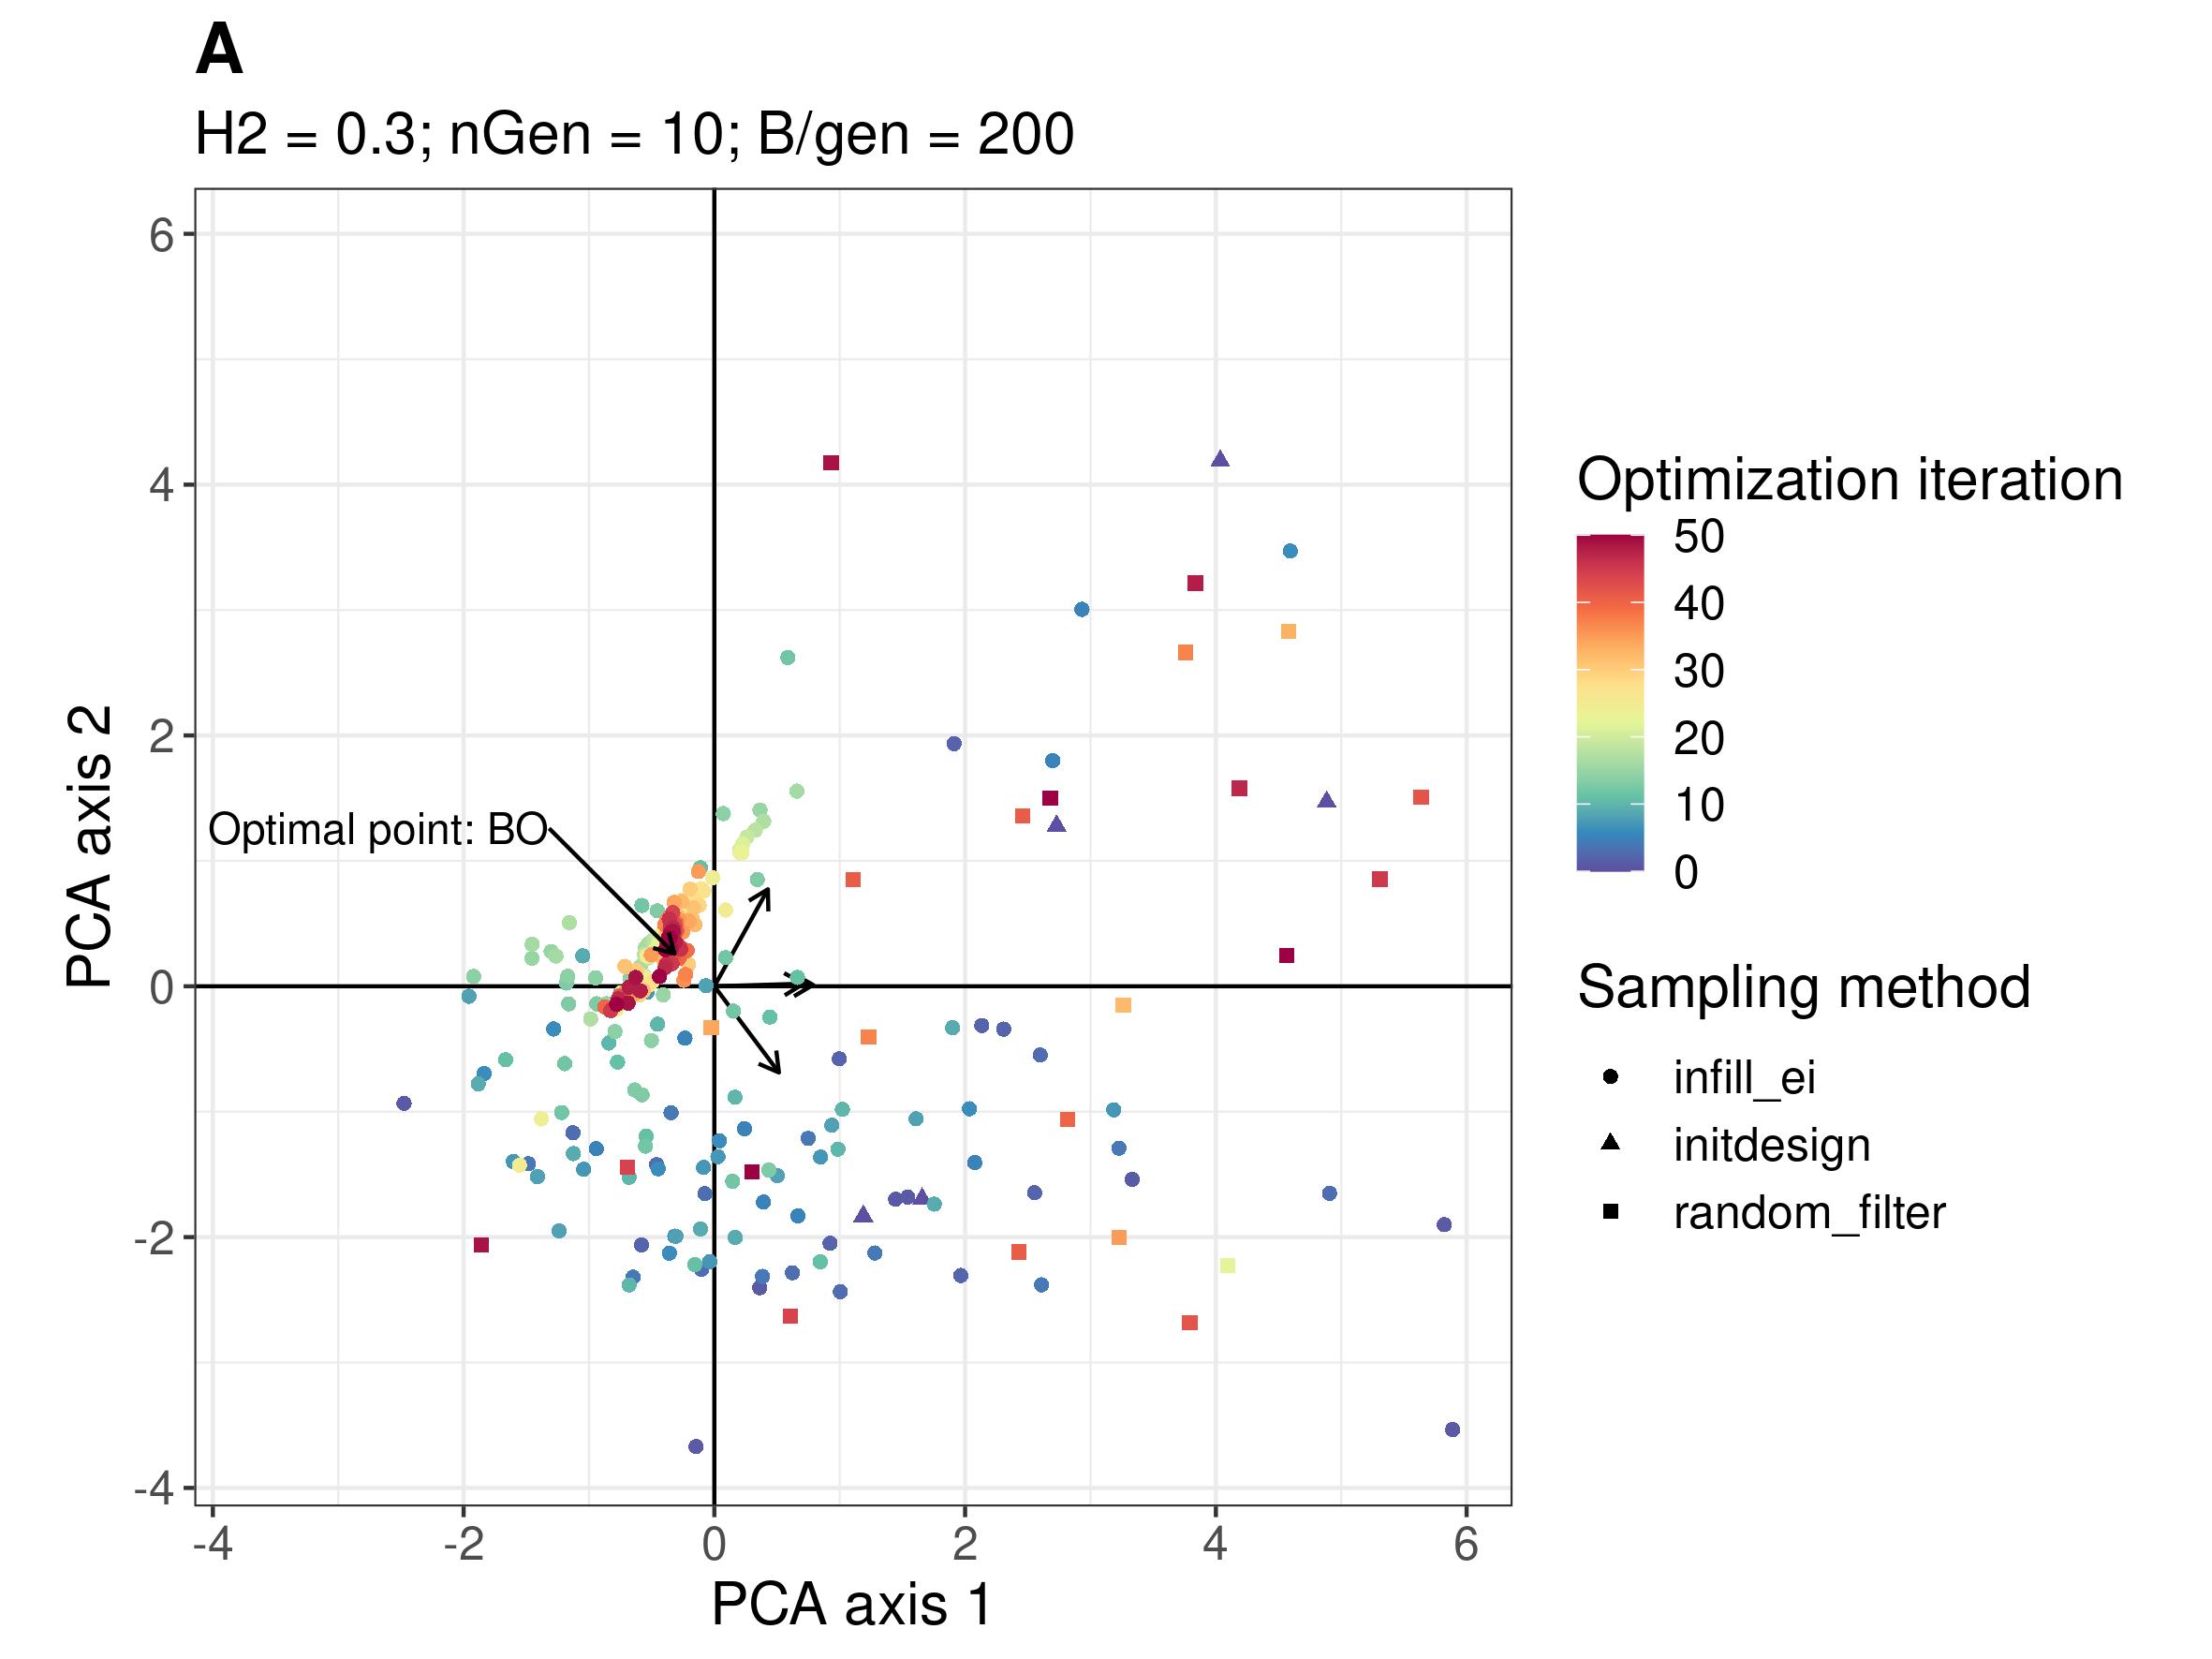 A
H2 = 0.3; nGen = 10; B/gen = 200
6
4
2
0
-2
-4
PCA axis 2
Optimal point: BO
-4
-2
0
2
4
6
PCA axis 1
Optimization iteration
50
40
30
20
10
0
Sampling method
infill_ei
initdesign
random_filter